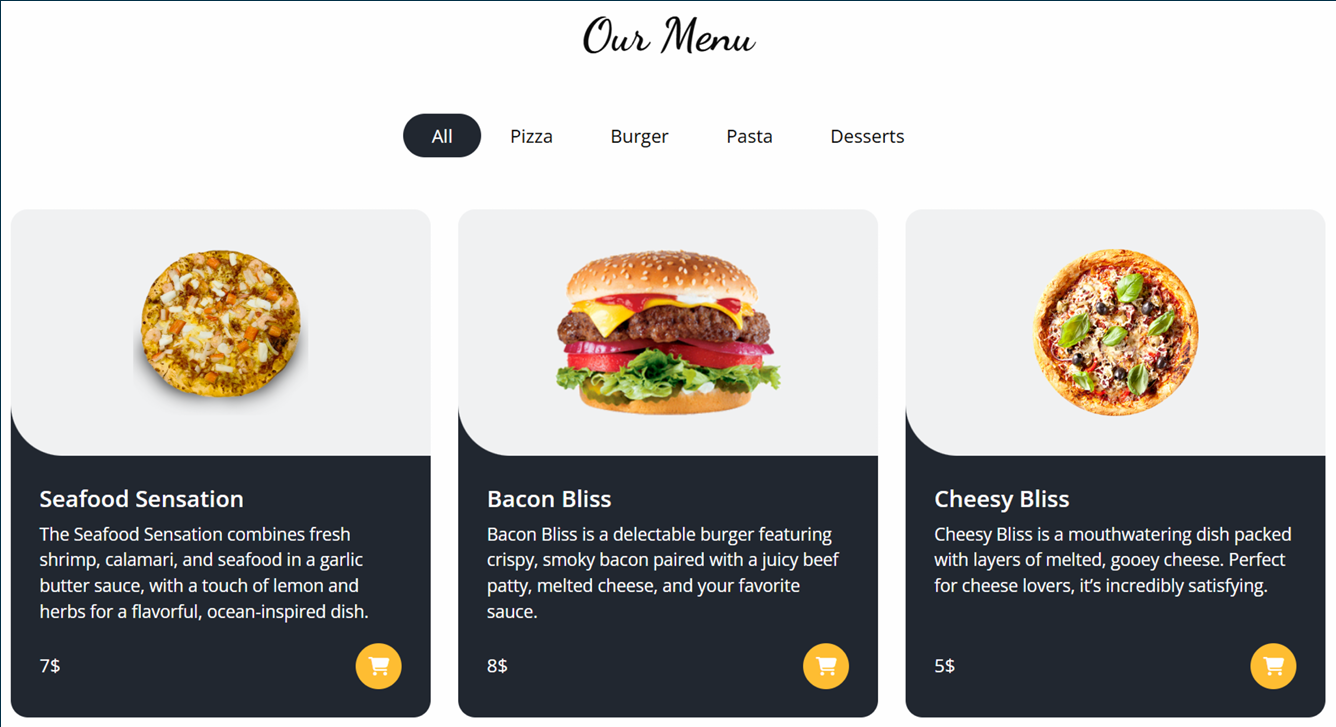 Our Menu
All Pizza Burger Pasta Desserts
Seafood Sensation
The Seafood Sensation combines fresh
shrimp, calamari, and seafood in a garlic
butter sauce, with a touch of lemon and
herbs for a flavorful, ocean-inspired dish.
7$
Bacon Bliss
Bacon Bliss is a delectable burger featuring
crispy, smoky bacon paired with a juicy beef
patty, melted cheese, and your favorite
sauce.
8$
Cheesy Bliss
Cheesy Bliss is a mouthwatering dish packed
with layers of melted, gooey cheese. Perfect
for cheese lovers, it’s incredibly satisfying.
5$